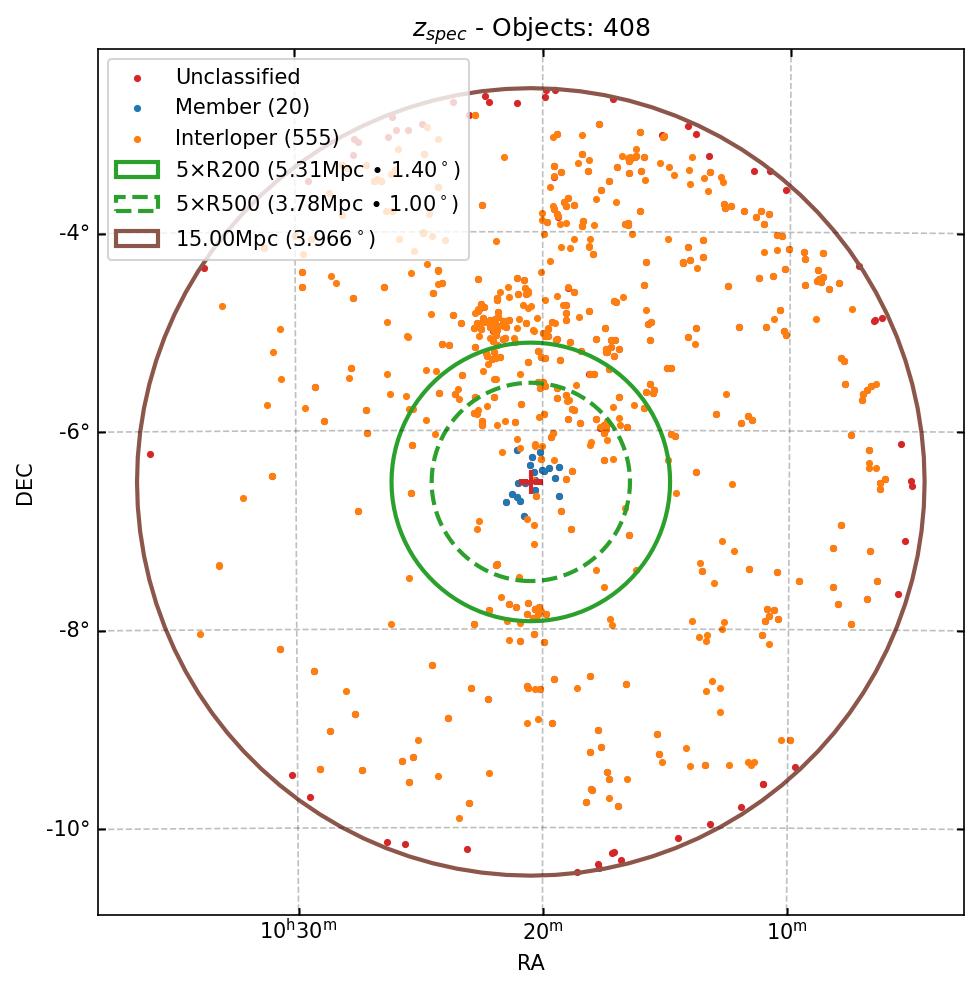 z_spec - Objects: 408
Unclassified
Member (20)
Interloper (555)
5×R200 (5.31Mpc • 1.40°)
5×R500 (3.78Mpc • 1.00°)
15.00Mpc (3.966°)
-4°
-6°
-8°
-10°
DEC
10ʰ30ᵐ 20ᵐ 10ᵐ
RA